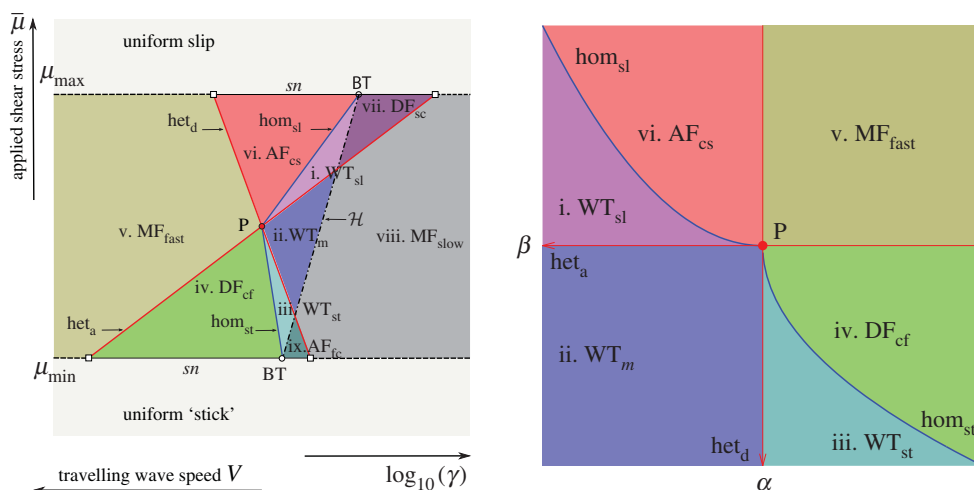 μ̄
applied shear stress
uniform slip
μmax
sn
BT
hetd
homsl
vii. DFsc
vi. AFcs
i. WTsl
P
ℋ
v. MFfast
ii.WTm
viii. MFslow
iv. DFcf
iii. WTst
heta
homst
ix.AFfc
μmin
sn
BT
uniform ‘stick’
travelling wave speed V
log10(γ)
homsl
vi. AFcs
v. MFfast
i. WTsl
P
β
heta
iv. DFcf
ii. WTm
homst
hetd
iii. WTst
α